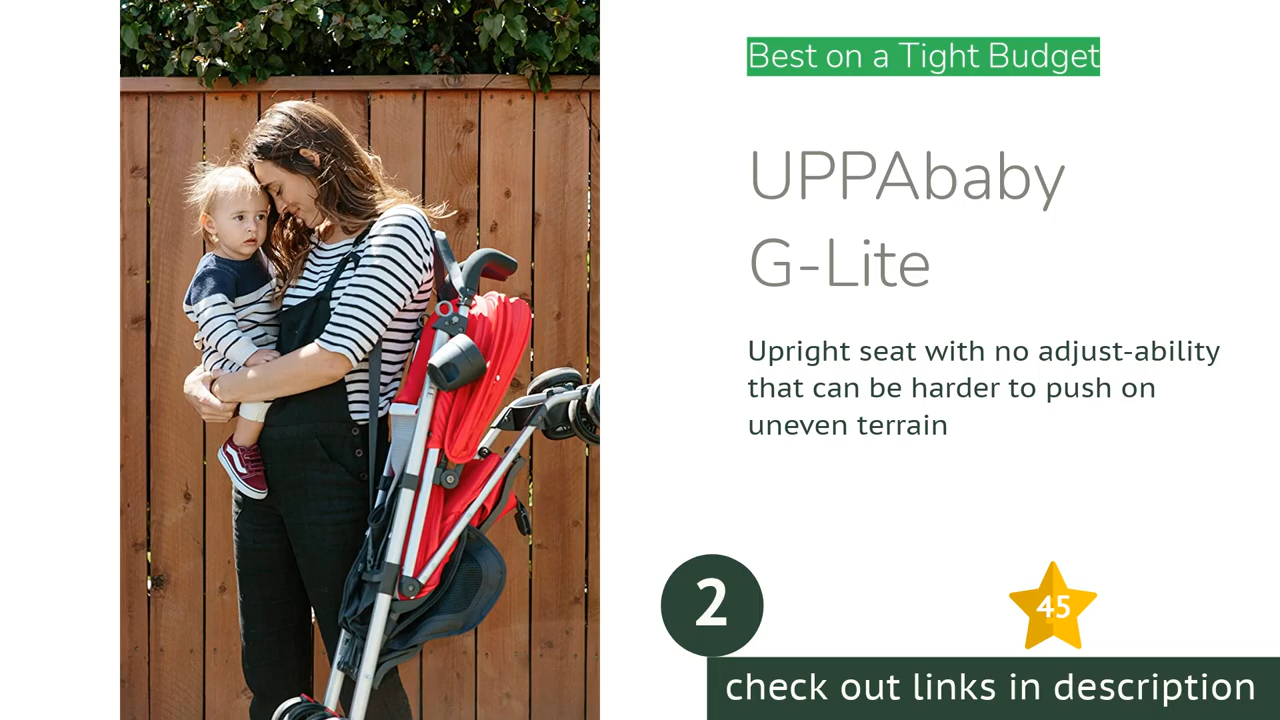 Best on a Tight Budget
UPPAbaby
G-Lite
Upright seat with no adjust-ability
that can be harder to push on
uneven terrain
2
45
check out links in description